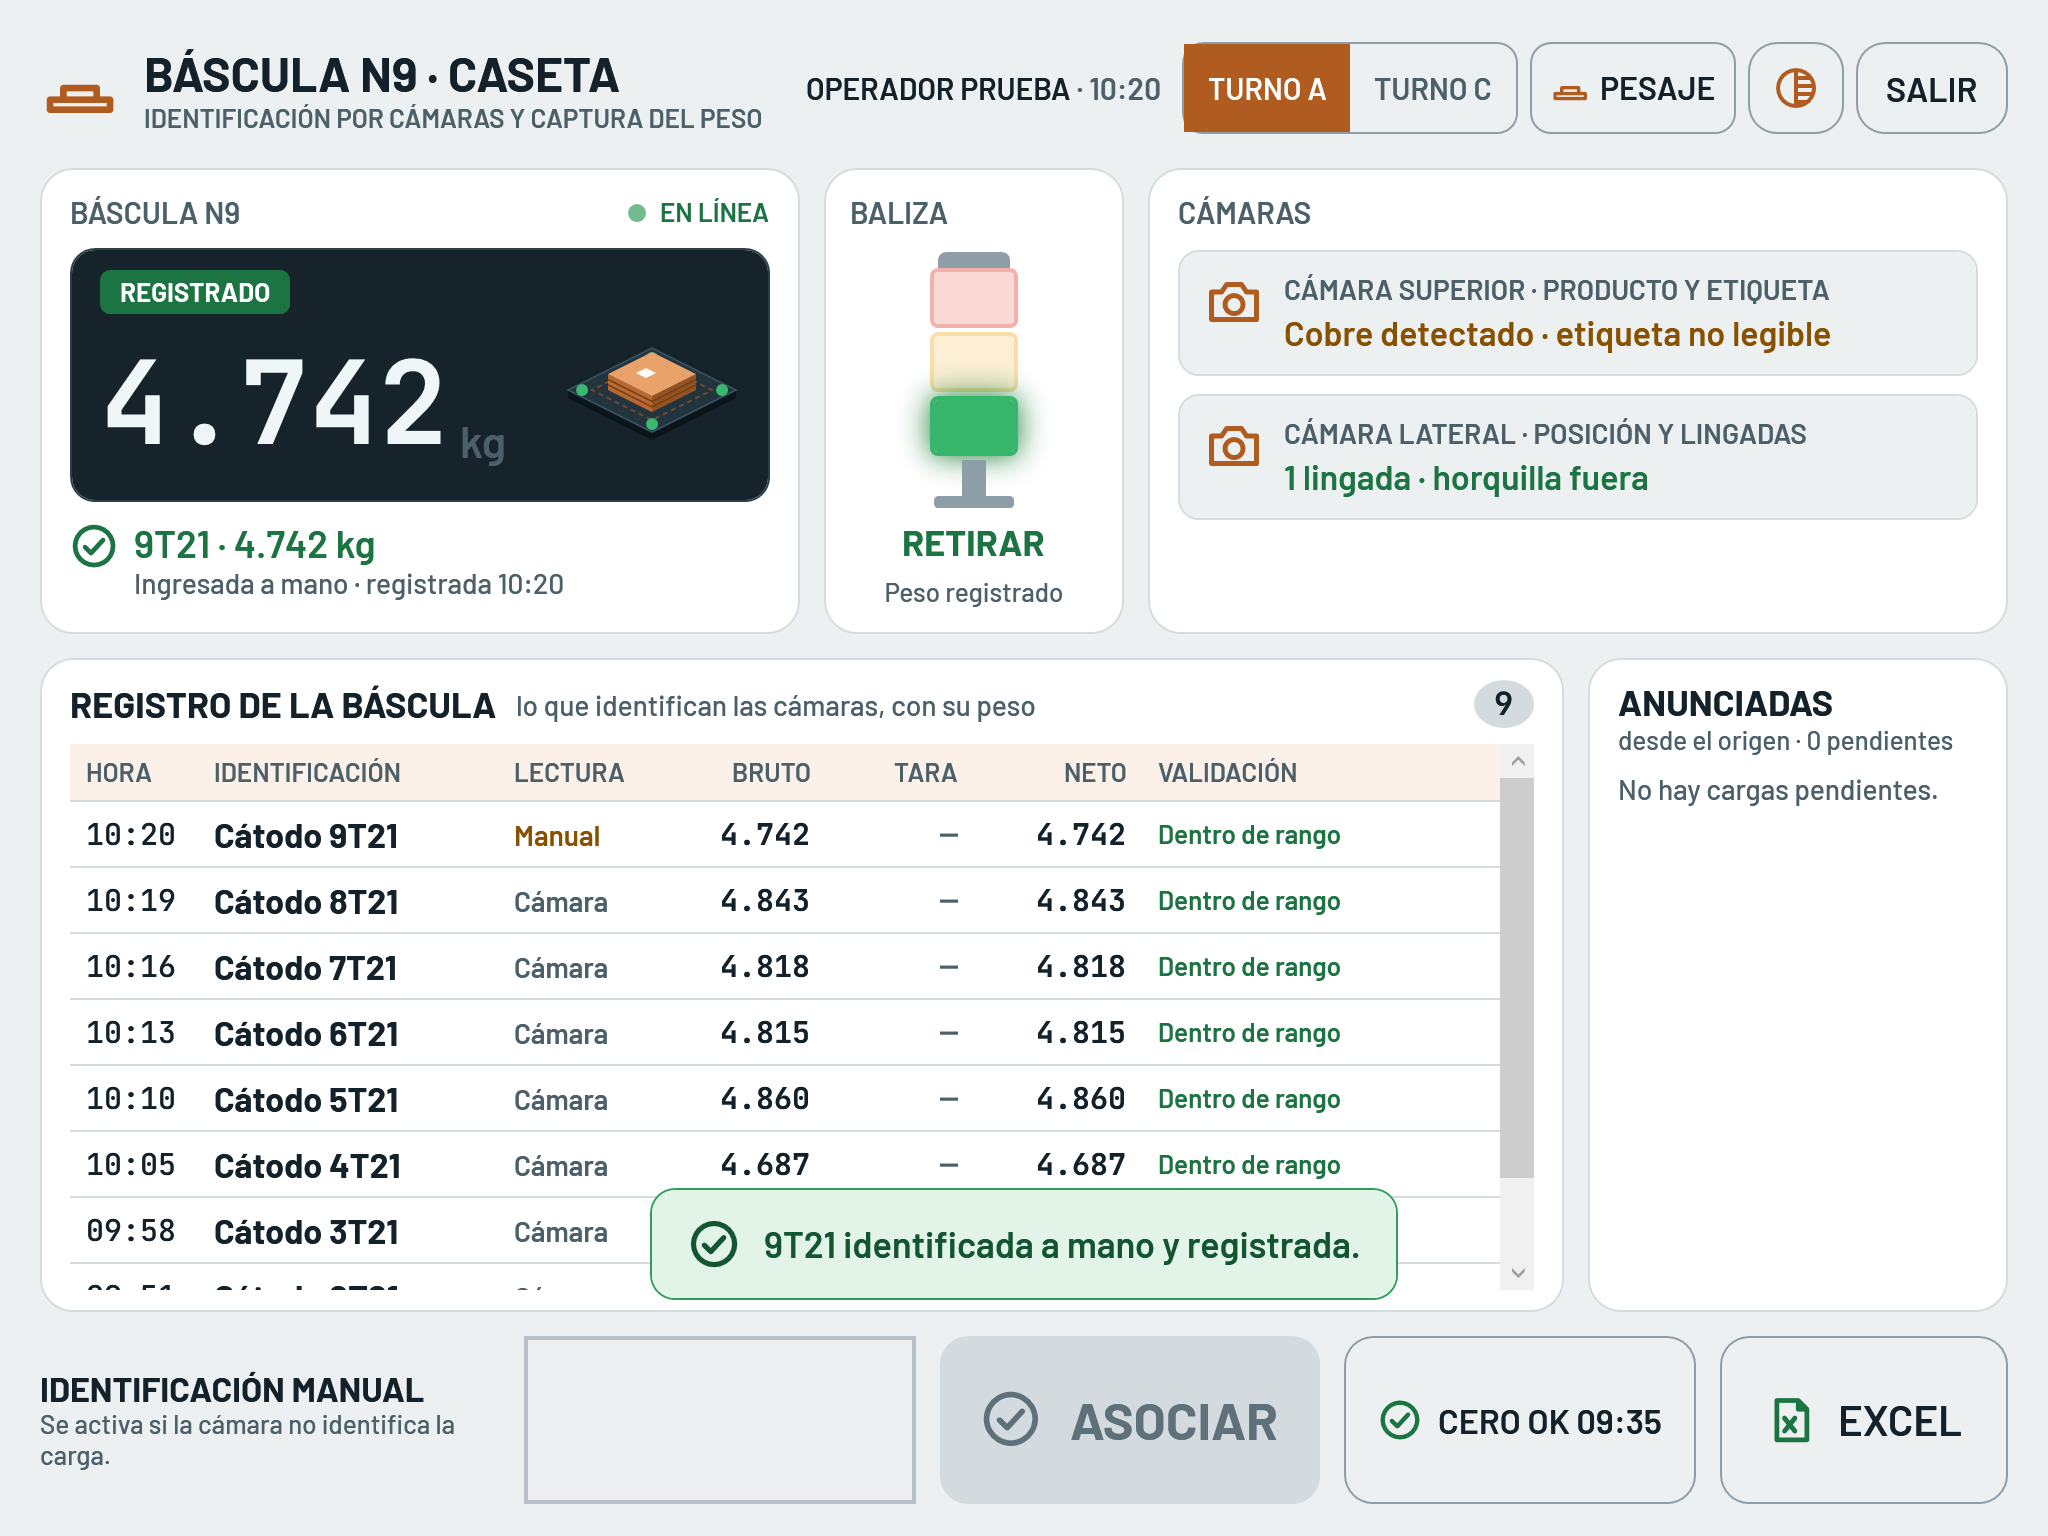 BÁSCULA N9 · CASETA
IDENTIFICACIÓN POR CÁMARAS Y CAPTURA DEL PESO
OPERADOR PRUEBA · 10:20
TURNO A
TURNO C
PESAJE
SALIR
BÁSCULA N9
EN LÍNEA
REGISTRADO
4.742 kg
9T21 · 4.742 kg
Ingresada a mano · registrada 10:20
BALIZA
RETIRAR
Peso registrado
CÁMARAS
CÁMARA SUPERIOR · PRODUCTO Y ETIQUETA
Cobre detectado · etiqueta no legible
CÁMARA LATERAL · POSICIÓN Y LINGADAS
1 lingada · horquilla fuera
REGISTRO DE LA BÁSCULA lo que identifican las cámaras, con su peso 9
HORA IDENTIFICACIÓN LECTURA BRUTO TARA NETO VALIDACIÓN
10:20 Cátodo 9T21 Manual 4.742 — 4.742 Dentro de rango
10:19 Cátodo 8T21 Cámara 4.843 — 4.843 Dentro de rango
10:16 Cátodo 7T21 Cámara 4.818 — 4.818 Dentro de rango
10:13 Cátodo 6T21 Cámara 4.815 — 4.815 Dentro de rango
10:10 Cátodo 5T21 Cámara 4.860 — 4.860 Dentro de rango
10:05 Cátodo 4T21 Cámara 4.687 — 4.687 Dentro de rango
09:58 Cátodo 3T21 Cámara
9T21 identificada a mano y registrada.
ANUNCIADAS
desde el origen · 0 pendientes
No hay cargas pendientes.
IDENTIFICACIÓN MANUAL
Se activa si la cámara no identifica la
carga.
ASOCIAR
CERO OK 09:35
EXCEL